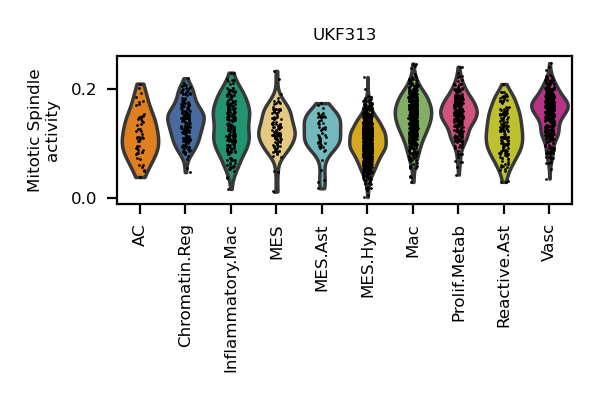 UKF313
Mitotic Spindle
activity
0.2
0.0
AC
Chromatin.Reg
Inflammatory.Mac
MES
MES.Ast
MES.Hyp
Mac
Prolif.Metab
Reactive.Ast
Vasc